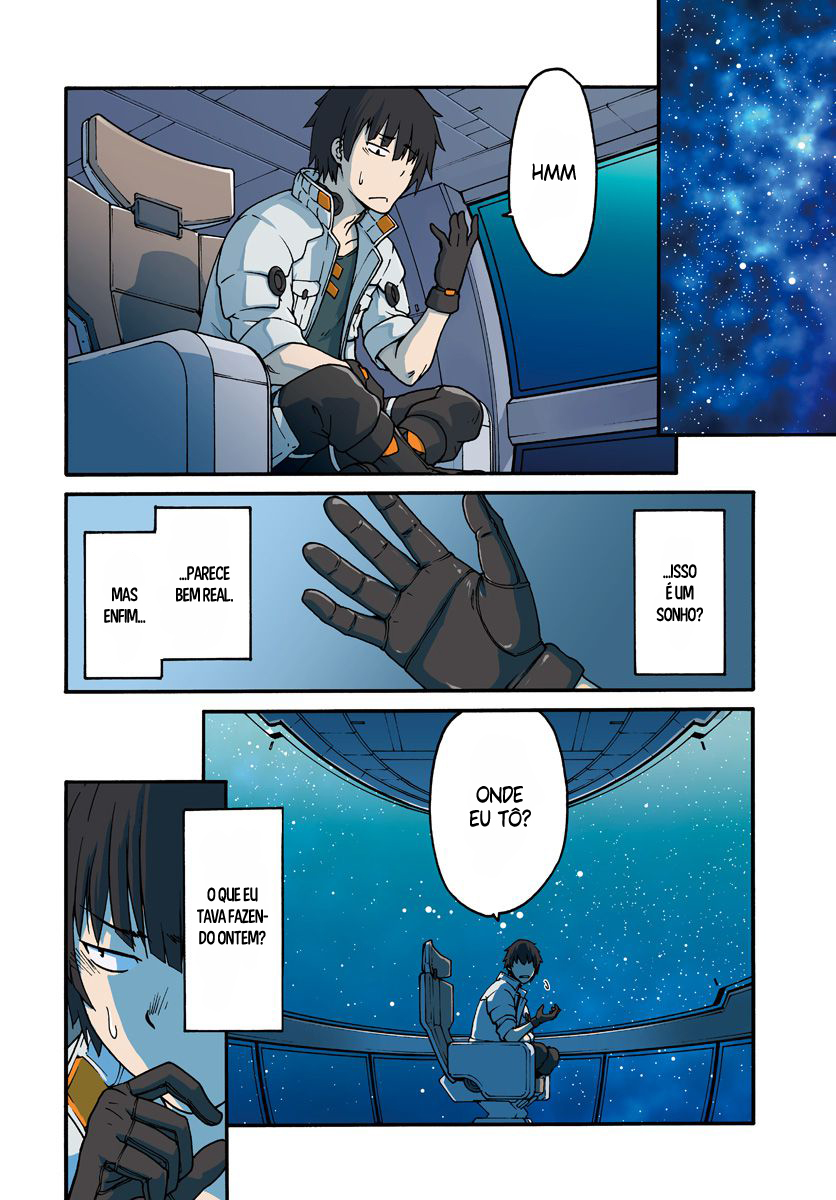 HMM
...ISSO
É UM
SONHO?
...PARECE
BEM REAL.
MAS
ENFIM...
ONDE
EU TÔ?
O QUE EU
TAVA FAZEN-
DO ONTEM?